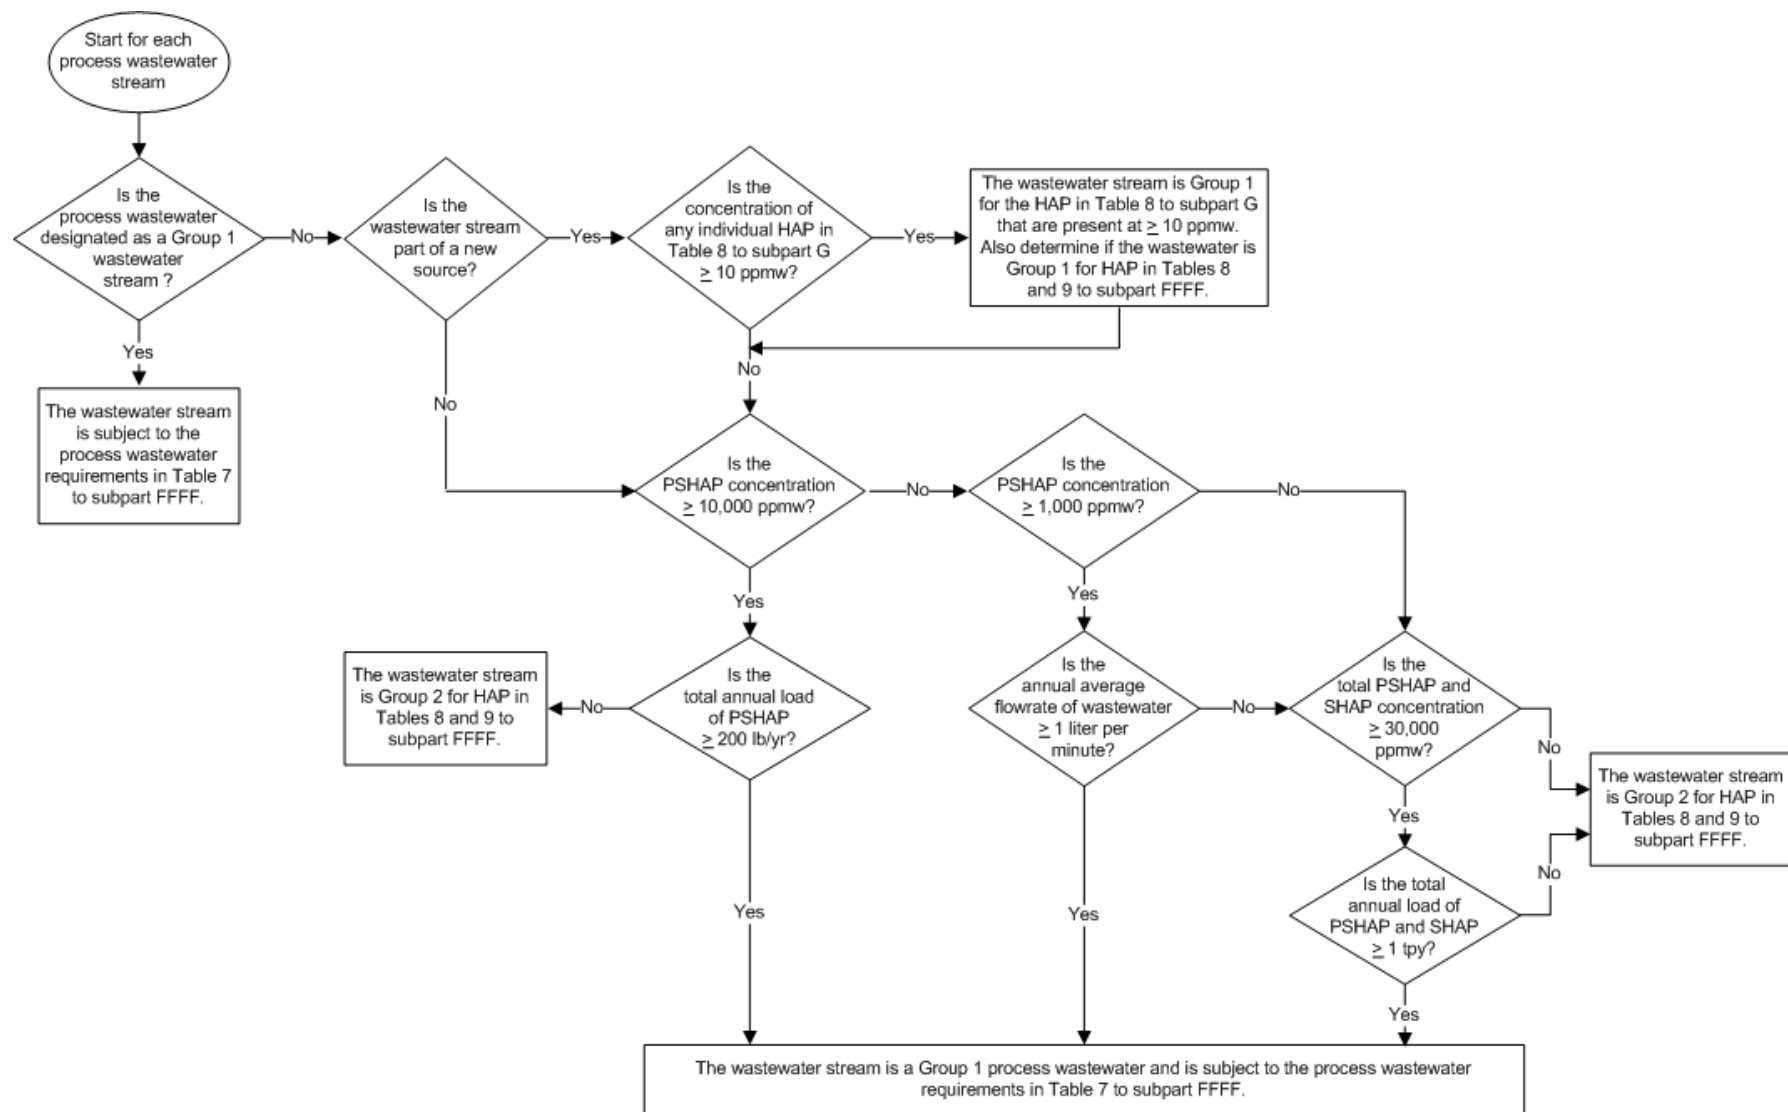 Start for each
process wastewater
stream
Is the
process wastewater
designated as a Group 1
wastewater
stream ?
No
Is the
wastewater stream
part of a new
source?
Yes
Is the
concentration of
any individual HAP in
Table 8 to subpart G
≥ 10 ppmw?
Yes
The wastewater stream is Group 1
for the HAP in Table 8 to subpart G
that are present at ≥ 10 ppmw.
Also determine if the wastewater is
Group 1 for HAP in Tables 8
and 9 to subpart FFFF.
Yes
The wastewater stream
is subject to the
process wastewater
requirements in Table 7
to subpart FFFF.
No
No
Is the
PSHAP concentration
≥ 10,000 ppmw?
No
Is the
PSHAP concentration
≥ 1,000 ppmw?
No
Yes
Yes
The wastewater stream
is Group 2 for HAP in
Tables 8 and 9 to
subpart FFFF.
No
Is the
total annual load
of PSHAP
≥ 200 lb/yr?
Is the
annual average
flowrate of wastewater
≥ 1 liter per
minute?
No
Is the
total PSHAP and
SHAP concentration
≥ 30,000
ppmw?
No
The wastewater stream
is Group 2 for HAP in
Tables 8 and 9 to
subpart FFFF.
Yes
Is the total
annual load of
PSHAP and SHAP
≥ 1 tpy?
No
Yes
Yes
Yes
The wastewater stream is a Group 1 process wastewater and is subject to the process wastewater
requirements in Table 7 to subpart FFFF.